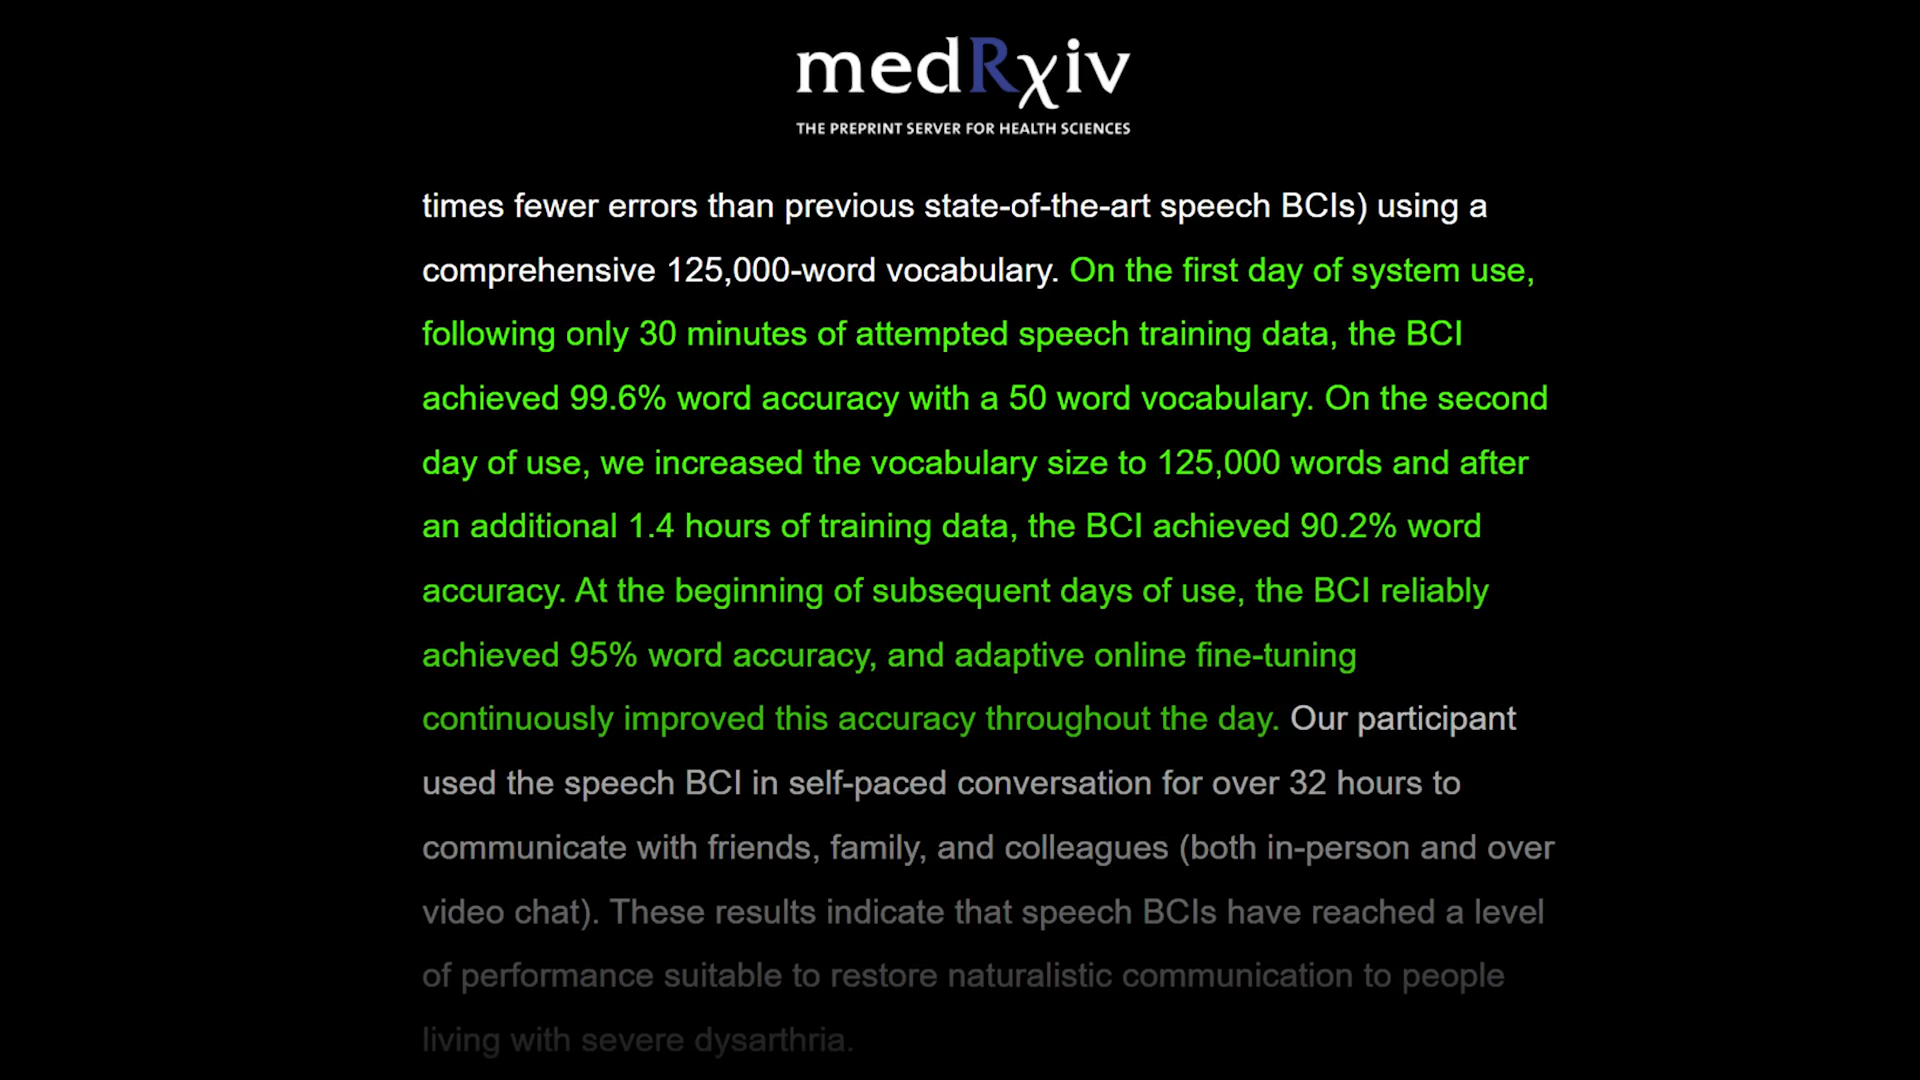 medRχiv
THE PREPRINT SERVER FOR HEALTH SCIENCES
times fewer errors than previous state-of-the-art speech BCIs) using a
comprehensive 125,000-word vocabulary. On the first day of system use,
following only 30 minutes of attempted speech training data, the BCI
achieved 99.6% word accuracy with a 50 word vocabulary. On the second
day of use, we increased the vocabulary size to 125,000 words and after
an additional 1.4 hours of training data, the BCI achieved 90.2% word
accuracy. At the beginning of subsequent days of use, the BCI reliably
achieved 95% word accuracy, and adaptive online fine-tuning
continuously improved this accuracy throughout the day. Our participant
used the speech BCI in self-paced conversation for over 32 hours to
communicate with friends, family, and colleagues (both in-person and over
video chat). These results indicate that speech BCIs have reached a level
of performance suitable to restore naturalistic communication to people
living with severe dysarthria.